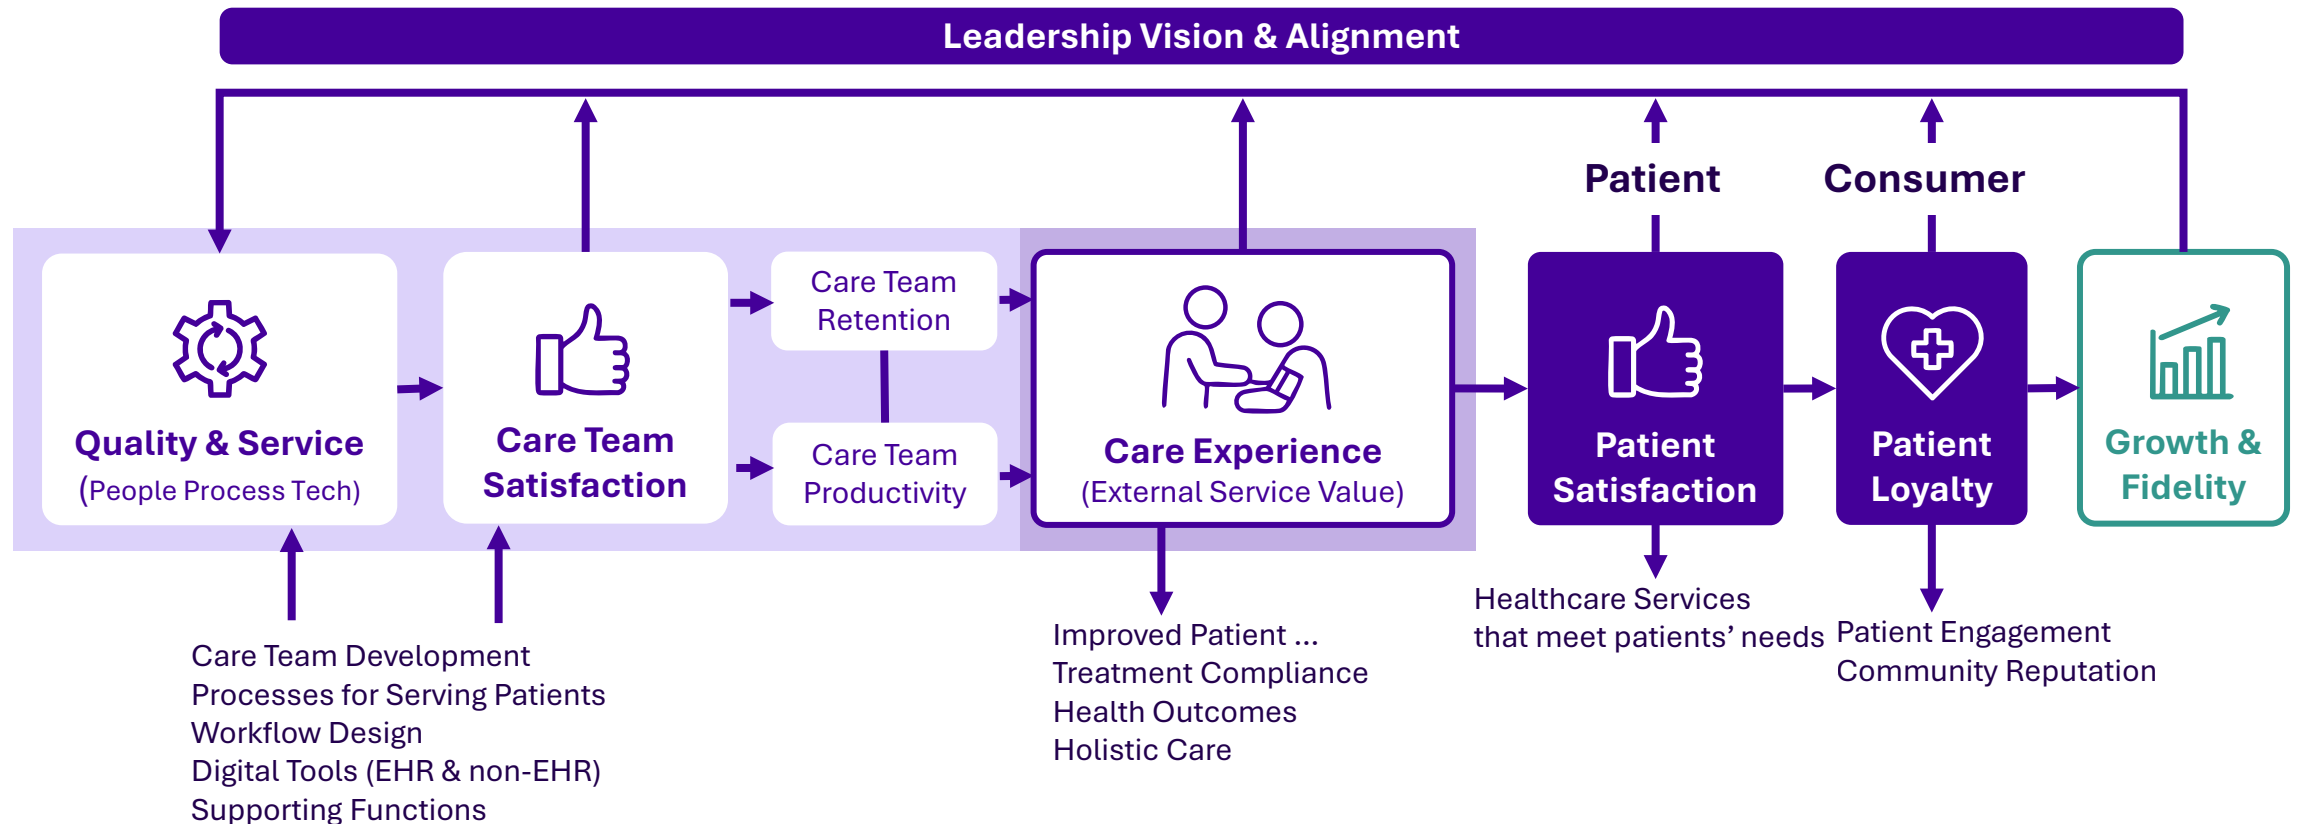 Leadership Vision & Alignment
Patient
Consumer
Quality & Service
(People Process Tech)
Care Team
Satisfaction
Care Team
Retention
Care Team
Productivity
Care Experience
(External Service Value)
Patient
Satisfaction
Patient
Loyalty
Growth &
Fidelity
Care Team Development
Processes for Serving Patients
Workflow Design
Digital Tools (EHR & non-EHR)
Supporting Functions
Improved Patient ...
Treatment Compliance
Health Outcomes
Holistic Care
Healthcare Services
that meet patients’ needs
Patient Engagement
Community Reputation